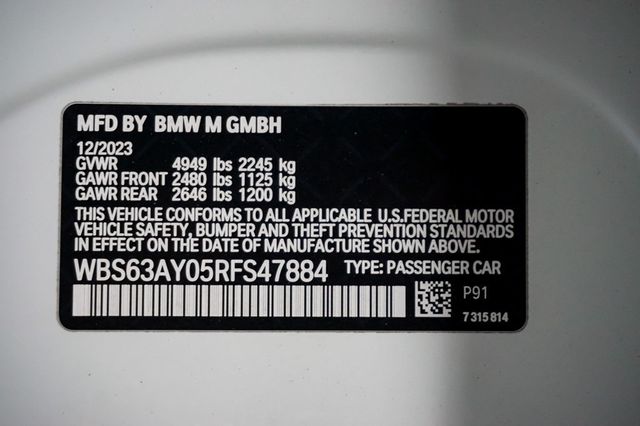 MFD BY BMW M GMBH
12/2023
GVWR 4949 lbs 2245 kg
GAWR FRONT 2480 lbs 1125 kg
GAWR REAR 2646 lbs 1200 kg
THIS VEHICLE CONFORMS TO ALL APPLICABLE U.S.FEDERAL MOTOR
VEHICLE SAFETY, BUMPER AND THEFT PREVENTION STANDARDS
IN EFFECT ON THE DATE OF MANUFACTURE SHOWN ABOVE.
WBS63AY05RFS47884 TYPE: PASSENGER CAR
P91
7 315 814